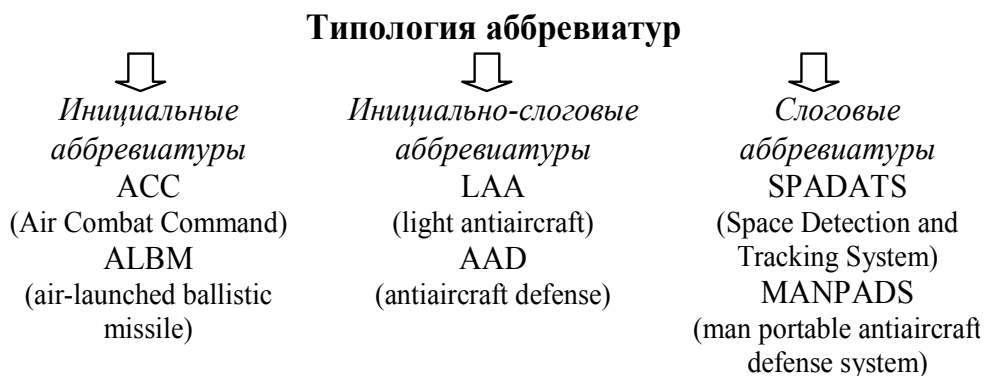 Типология аббревиатур
Инициальные
аббревиатуры
ACC
(Air Combat Command)
ALBM
(air-launched ballistic
missile)
Инициально-слоговые
аббревиатуры
LAA
(light antiaircraft)
AAD
(antiaircraft defense)
Слоговые
аббревиатуры
SPADATS
(Space Detection and
Tracking System)
MANPADS
(man portable antiaircraft
defense system)